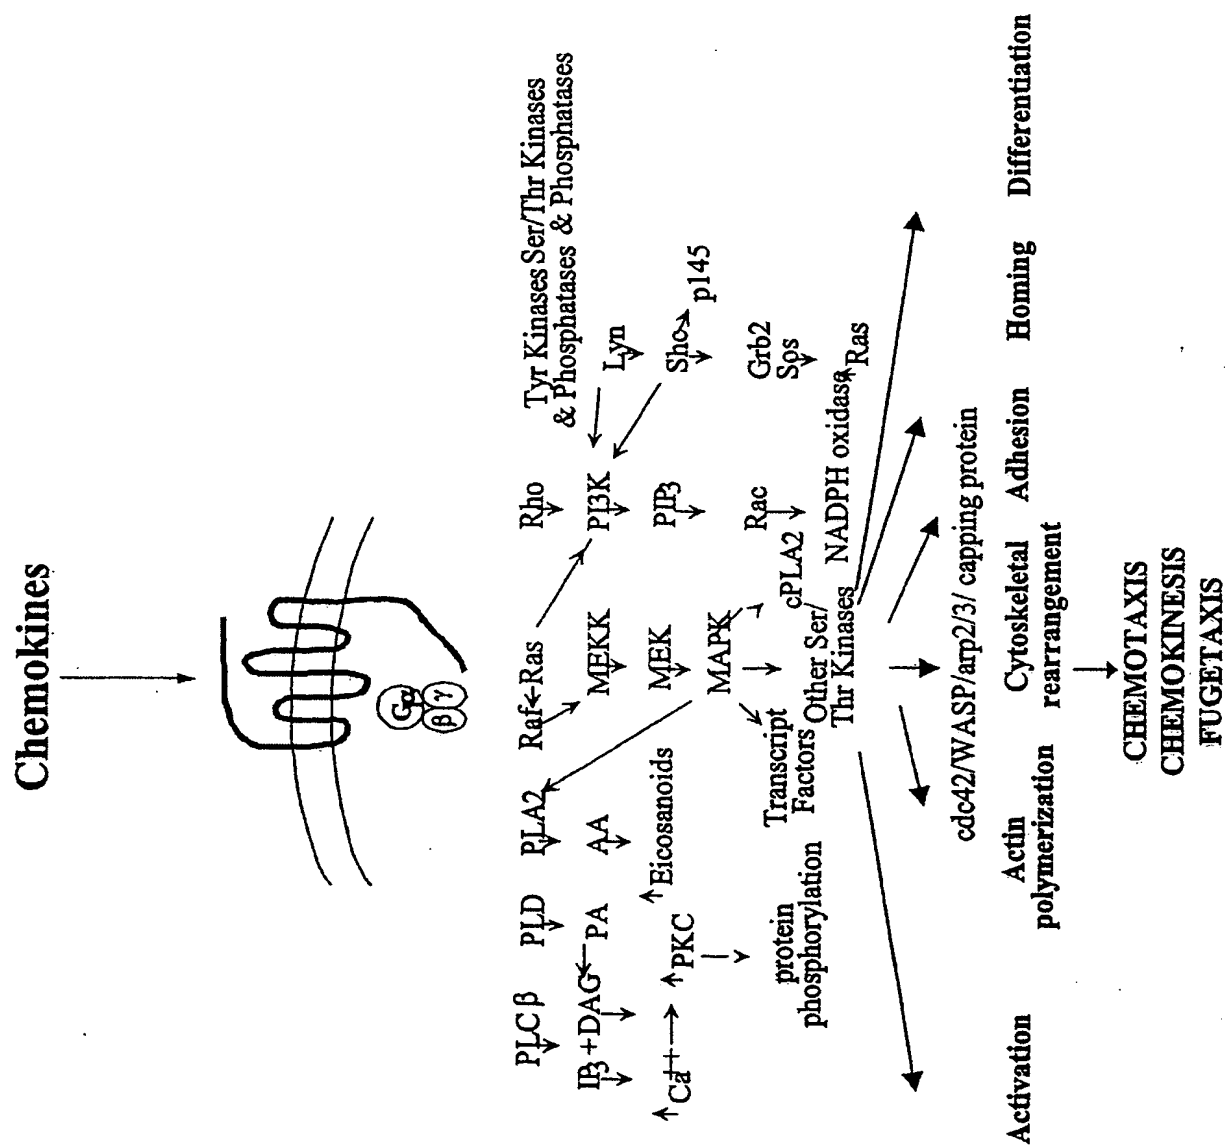 Chemokines
Gα
β γ
PLC β
PLD
PLA2
Raf←Ras
Rho
Tyr Kinases Ser/Thr Kinases
& Phosphatases & Phosphatases
IP3 +DAG
PA
AA
MEKK
PI3K
Lyn
↑Ca++
↑PKC
↑Eicosanoids
MEK
PIP3
Shc
p145
MAPK
Rac
Grb2
Sos
protein
phosphorylation
Transcript
Factors
Other Ser/
Thr Kinases
cPLA2
NADPH oxidase
↑Ras
cdc42/WASP/arp2/3/ capping protein
Activation
Actin
polymerization
Cytoskeletal
rearrangement
Adhesion
Homing
Differentiation
CHEMOTAXIS
CHEMOKINESIS
FUGETAXIS